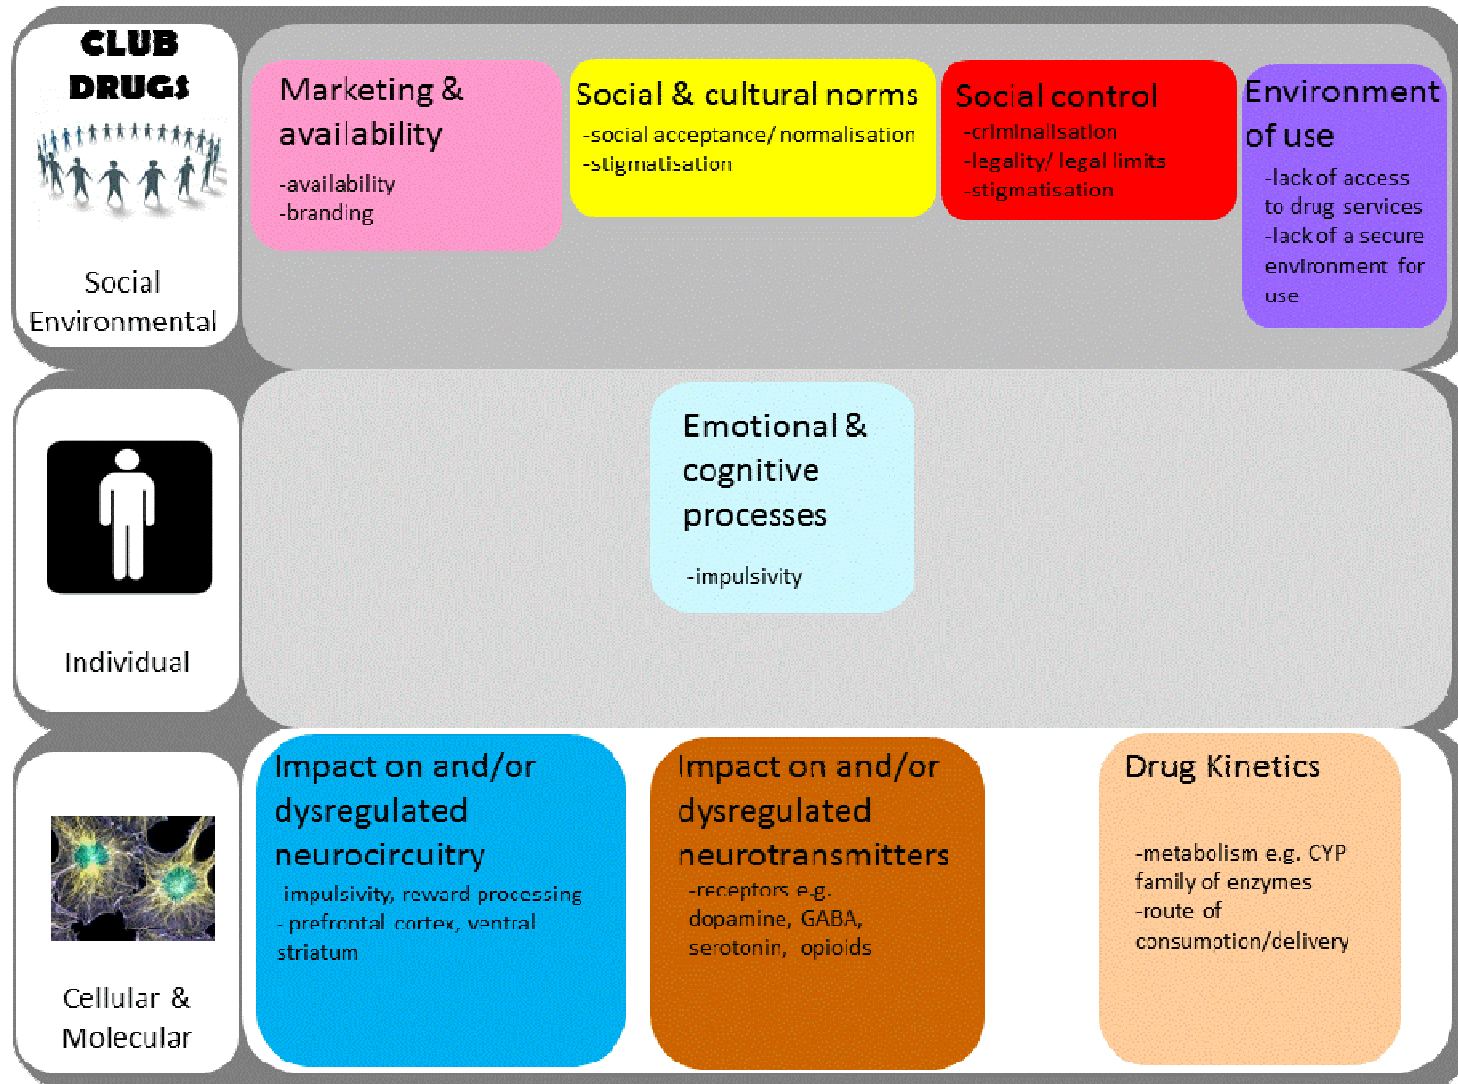 CLUB
DRUGS
Social
Environmental
Marketing &
availability
-availability
-branding
Social & cultural norms
-social acceptance/ normalisation
-stigmatisation
Social control
-criminalisation
-legality/ legal limits
-stigmatisation
Environment
of use
-lack of access
to drug services
-lack of a secure
environment for
use
Individual
Emotional &
cognitive
processes
-impulsivity
Cellular &
Molecular
Impact on and/or
dysregulated
neurocircuitry
-impulsivity, reward processing
- prefrontal cortex, ventral
striatum
Impact on and/or
dysregulated
neurotransmitters
-receptors e.g.
dopamine, GABA,
serotonin, opioids
Drug Kinetics
-metabolism e.g. CYP
family of enzymes
-route of
consumption/delivery